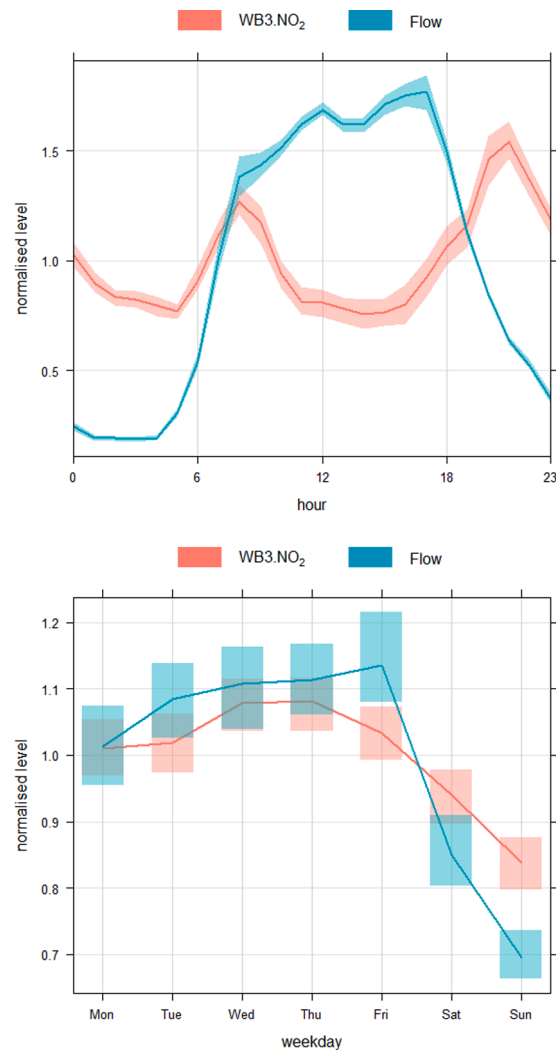 WB3.NO₂ Flow
normalised level
1.5
1.0
0.5
0 6 12 18 23
hour
WB3.NO₂ Flow
normalised level
1.2
1.1
1.0
0.9
0.8
0.7
Mon Tue Wed Thu Fri Sat Sun
weekday